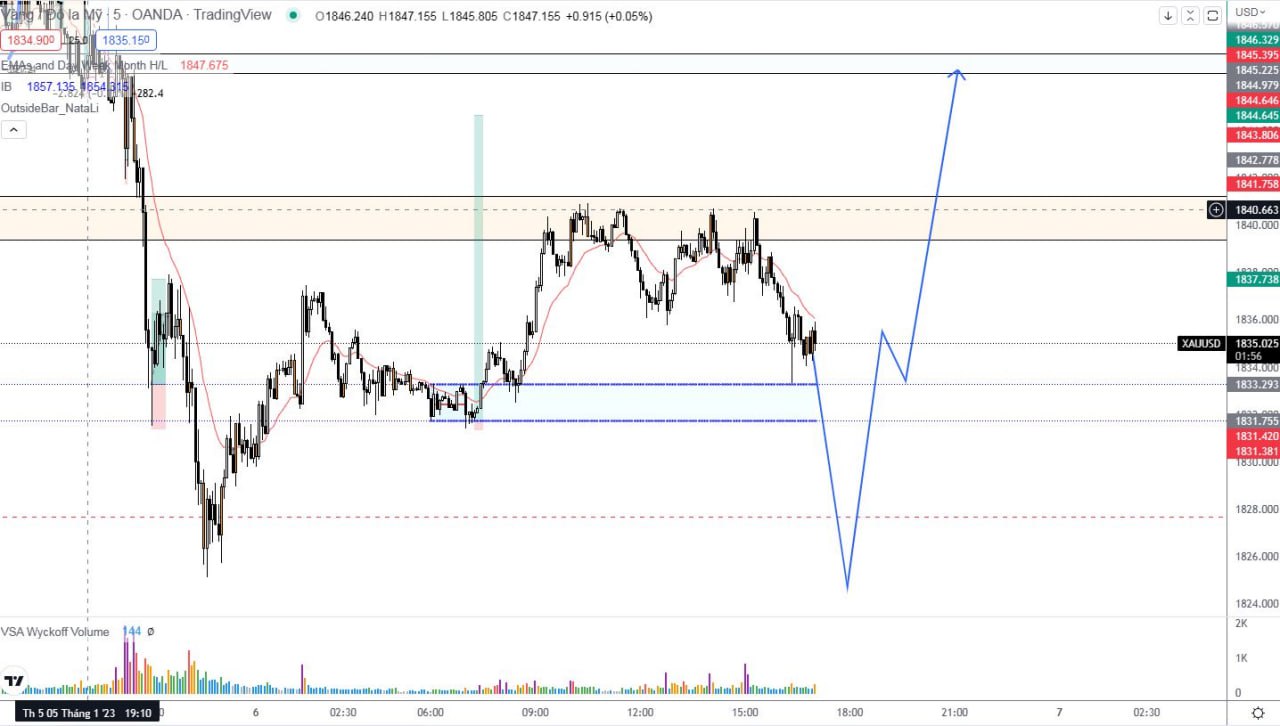 Vàng / Đô la Mỹ · 5 · OANDA · TradingView O1846.240 H1847.155 L1845.805 C1847.155 +0.915 (+0.05%)
USD
1834.900 25.0 1835.150
EMAs and Day Week Month H/L 1847.675
IB 1857.135 1854.315
282.4
OutsideBar_NataLi
1846.329
1845.395
1845.225
1844.979
1844.646
1844.645
1843.806
1842.778
1841.758
1840.663
1840.000
1837.738
1836.000
XAUUSD 1835.025
01:56
1834.000
1833.293
1831.755
1831.420
1831.381
1830.000
1828.000
1826.000
1824.000
VSA Wyckoff Volume 144 Ø
2K
1K
0
Th 5 05 Tháng 1 '23 19:10 6 02:30 06:00 09:00 12:00 15:00 18:00 21:00 7 02:30